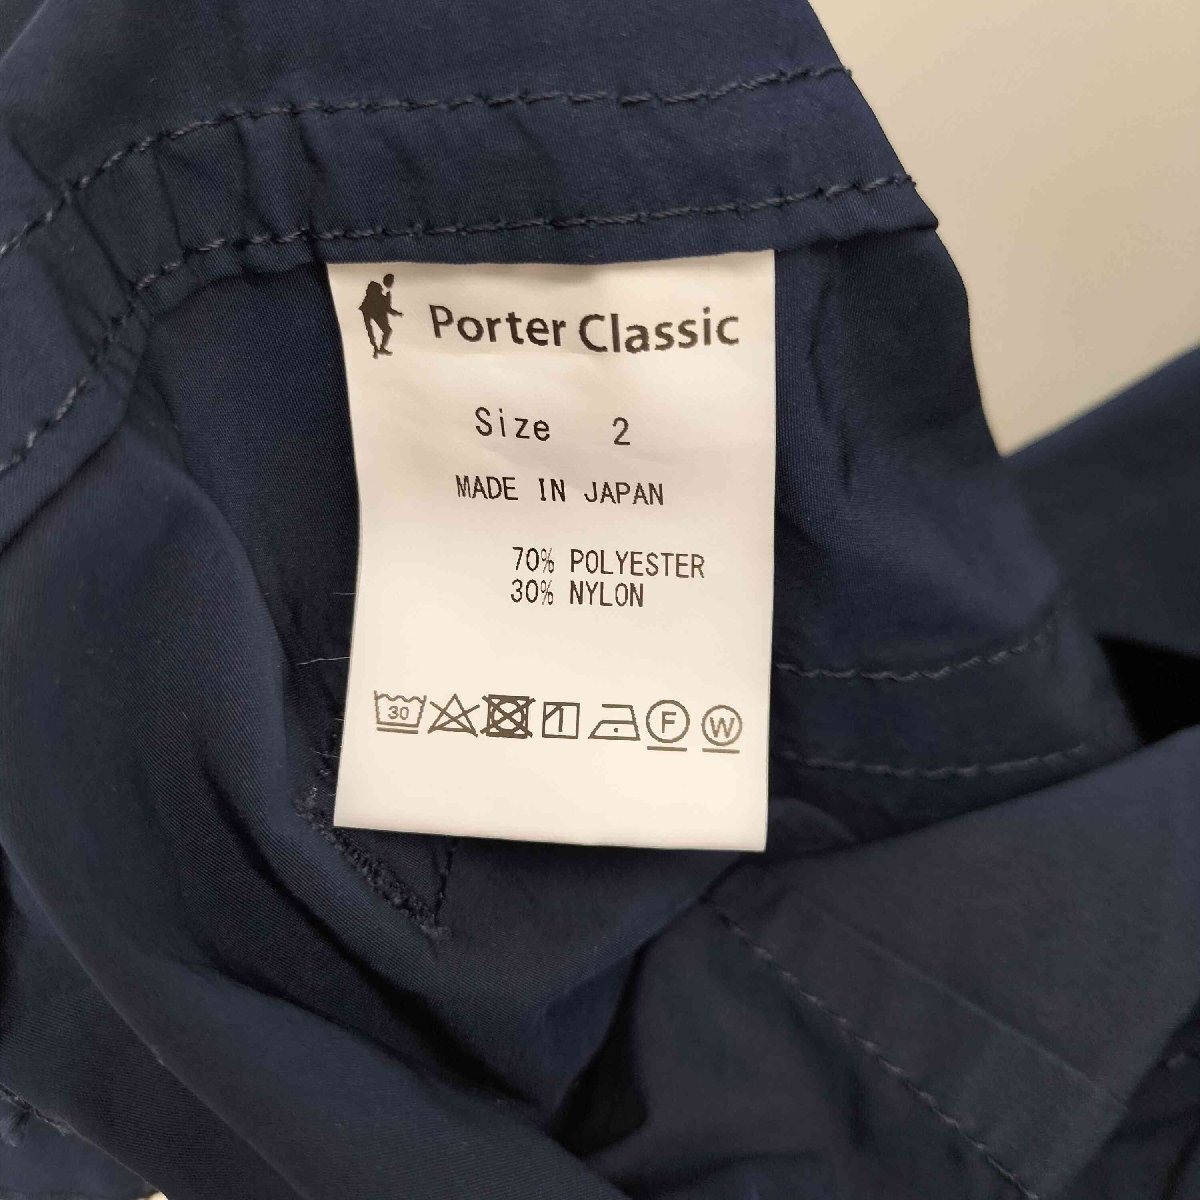 Porter Classic
Size 2
MADE IN JAPAN
70% POLYESTER
30% NYLON
30 F W